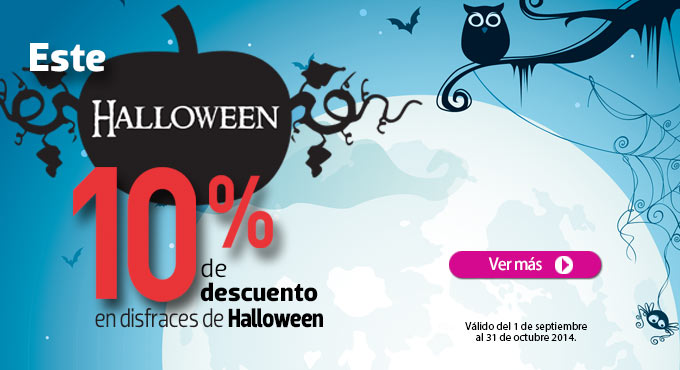 Este
HALLOWEEN
10%
de
descuento
en disfraces de Halloween
Ver más
Válido del 1 de septiembre
al 31 de octubre 2014.